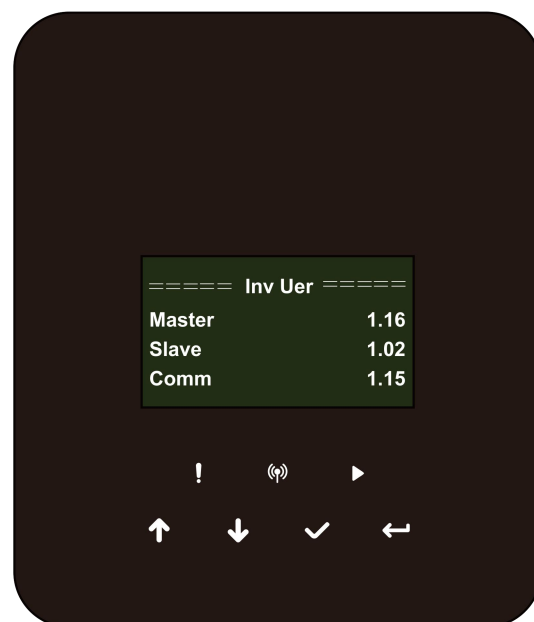 ===== Inv Uer =====
Master 1.16
Slave 1.02
Comm 1.15